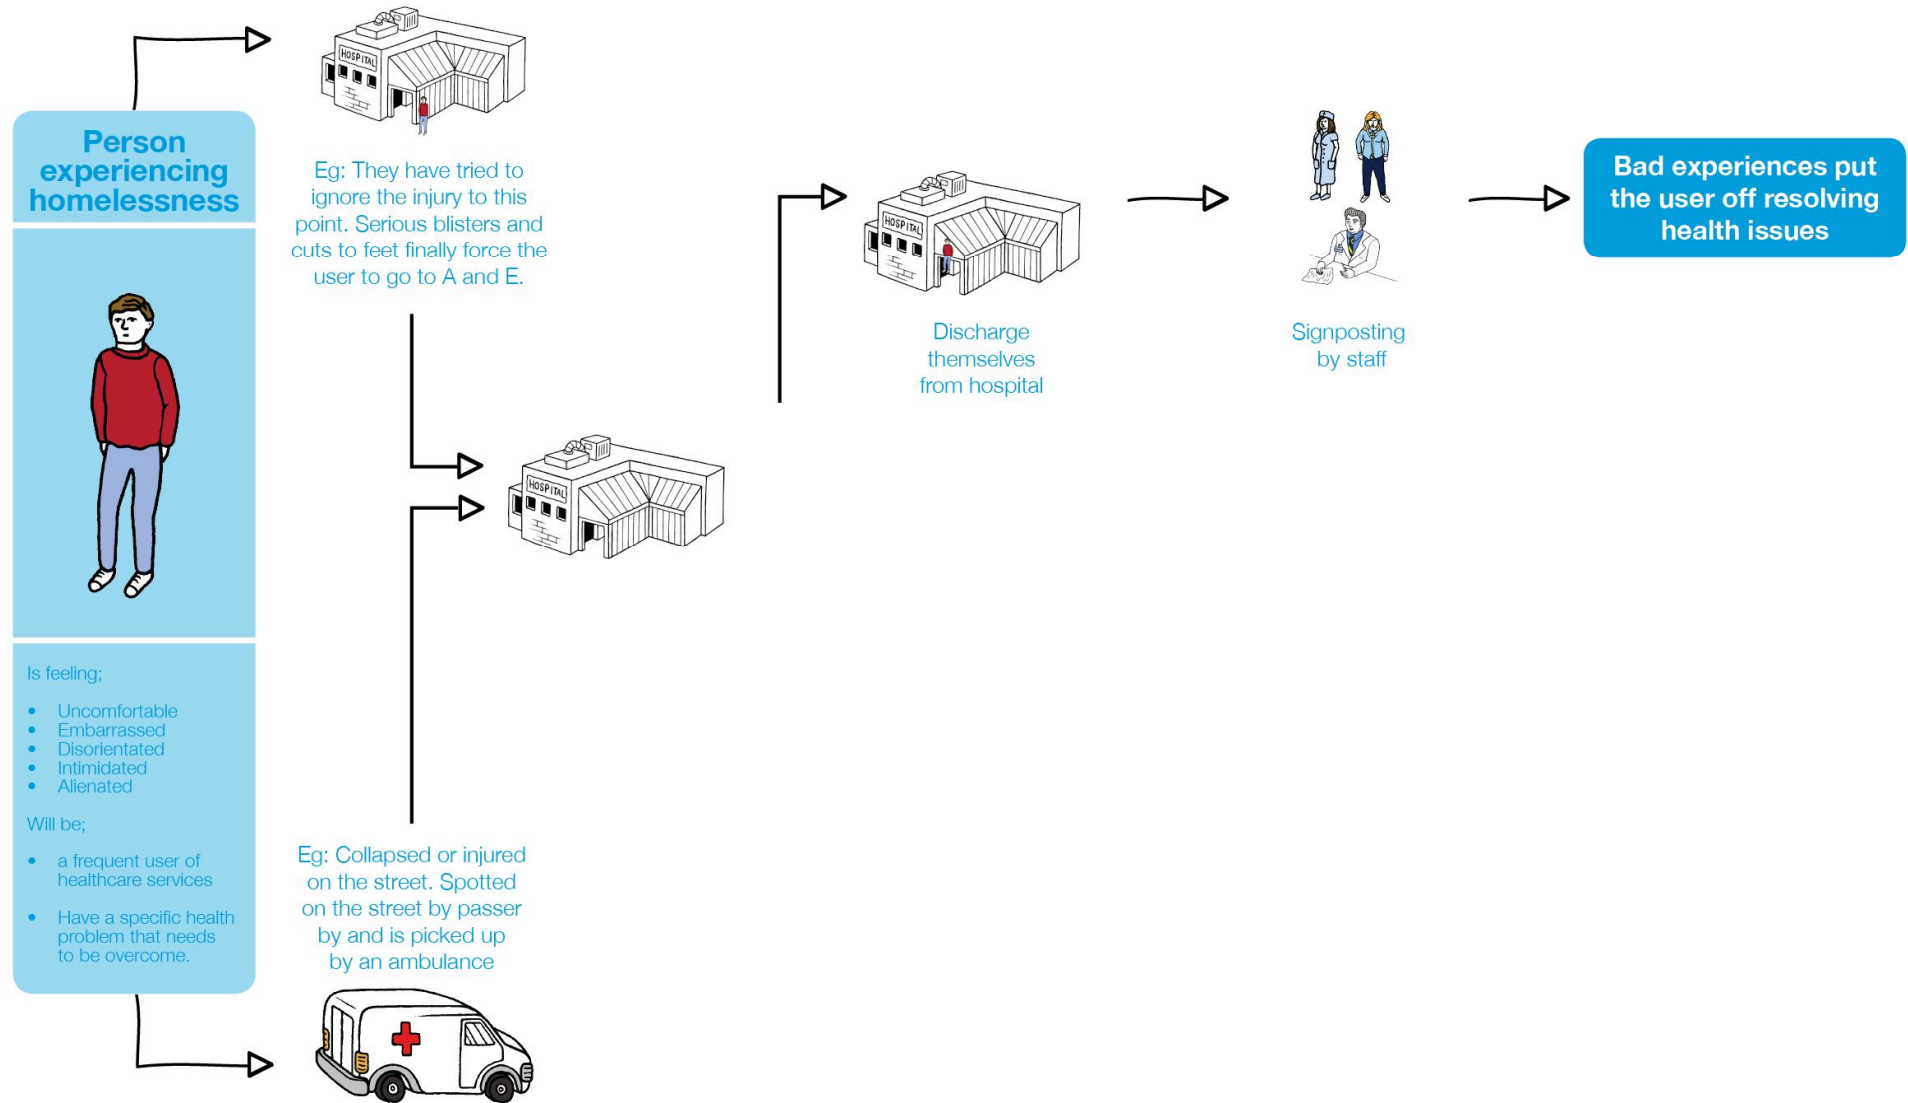 Person
experiencing
homelessness
Is feeling;
• Uncomfortable
• Embarrassed
• Disorientated
• Intimidated
• Alienated
Will be;
• a frequent user of
healthcare services
• Have a specific health
problem that needs
to be overcome.
HOSPITAL
Eg: They have tried to
ignore the injury to this
point. Serious blisters and
cuts to feet finally force the
user to go to A and E.
Eg: Collapsed or injured
on the street. Spotted
on the street by passer
by and is picked up
by an ambulance
HOSPITAL
HOSPITAL
Discharge
themselves
from hospital
Signposting
by staff
Bad experiences put
the user off resolving
health issues